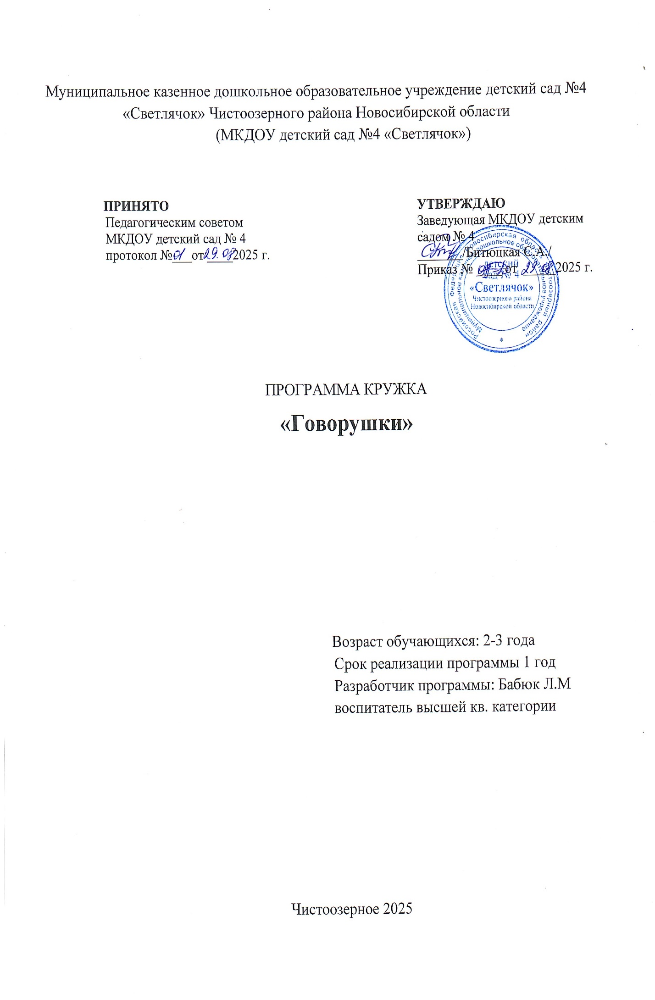 Муниципальное казенное дошкольное образовательное учреждение детский сад №4
«Светлячок» Чистоозерного района Новосибирской области
(МКДОУ детский сад №4 «Светлячок»)
ПРИНЯТО
Педагогическим советом
МКДОУ детский сад № 4
протокол №01 от 29.08 2025 г.
УТВЕРЖДАЮ
Заведующая МКДОУ детским
садом № 4
/Битюцкая С.А./
Приказ № от 29.08 2025 г.
Российская Федерация Новосибирская область Чистоозерный район
Муниципальное казенное дошкольное образовательное учреждение
детский
сад № 4
«Светлячок»
Чистоозерного района
Новосибирской области
ПРОГРАММА КРУЖКА
«Говорушки»
Возраст обучающихся: 2-3 года
Срок реализации программы 1 год
Разработчик программы: Бабюк Л.М
воспитатель высшей кв. категории
Чистоозерное 2025